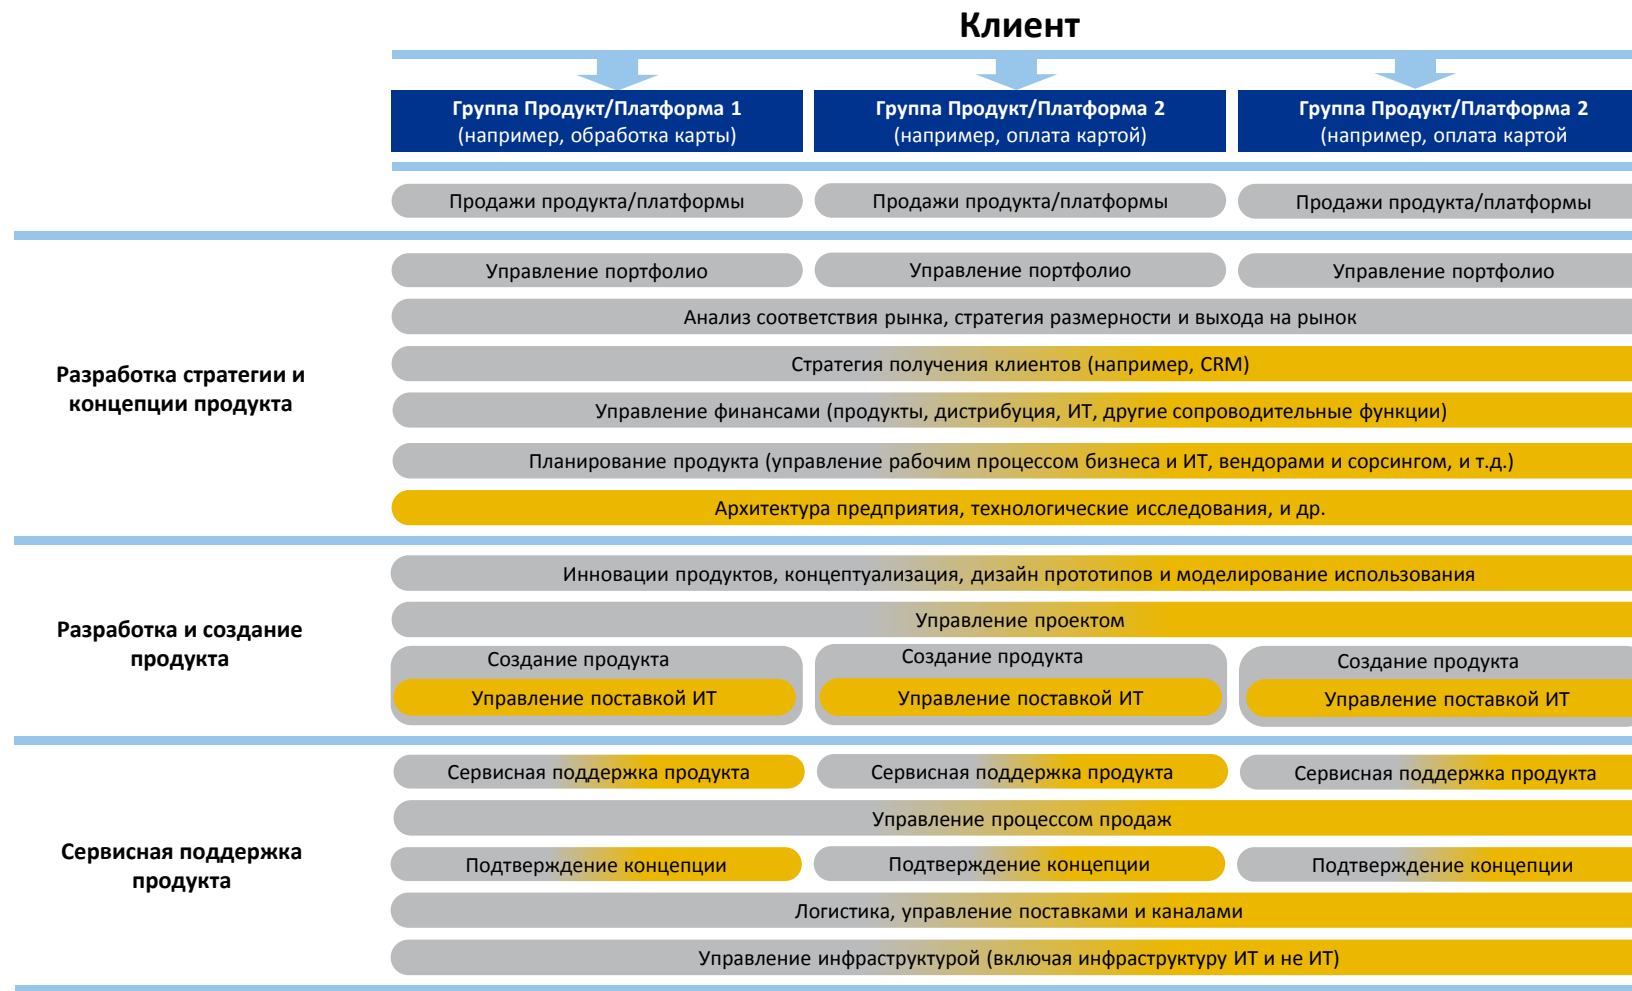 Клиент
Группа Продукт/Платформа 1
(например, обработка карты)
Группа Продукт/Платформа 2
(например, оплата картой)
Группа Продукт/Платформа 2
(например, оплата картой
Продажи продукта/платформы
Продажи продукта/платформы
Продажи продукта/платформы
Разработка стратегии и
концепции продукта
Управление портфолио
Управление портфолио
Управление портфолио
Анализ соответствия рынка, стратегия размерности и выхода на рынок
Стратегия получения клиентов (например, CRM)
Управление финансами (продукты, дистрибуция, ИТ, другие сопроводительные функции)
Планирование продукта (управление рабочим процессом бизнеса и ИТ, вендорами и сорсингом, и т.д.)
Архитектура предприятия, технологические исследования, и др.
Разработка и создание
продукта
Инновации продуктов, концептуализация, дизайн прототипов и моделирование использования
Управление проектом
Создание продукта
Управление поставкой ИТ
Создание продукта
Управление поставкой ИТ
Создание продукта
Управление поставкой ИТ
Сервисная поддержка
продукта
Сервисная поддержка продукта
Сервисная поддержка продукта
Сервисная поддержка продукта
Управление процессом продаж
Подтверждение концепции
Подтверждение концепции
Подтверждение концепции
Логистика, управление поставками и каналами
Управление инфраструктурой (включая инфраструктуру ИТ и не ИТ)